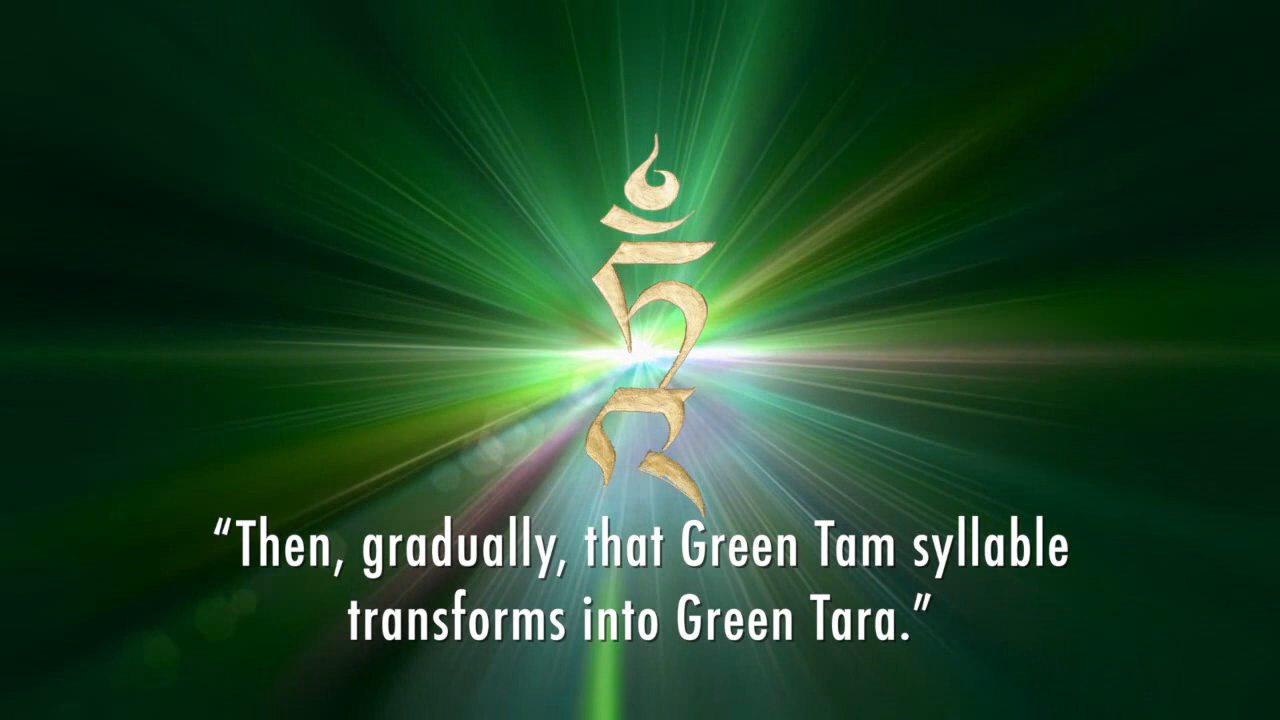 ཏཱྂ
“Then, gradually, that Green Tam syllable
transforms into Green Tara.”